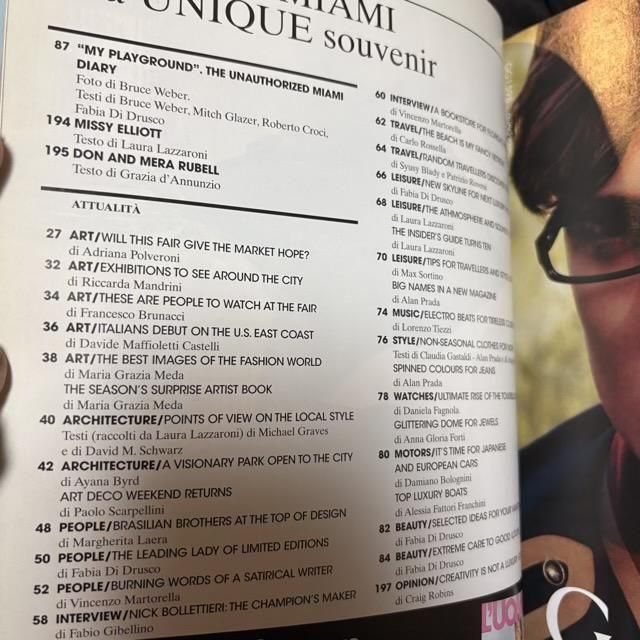 MIAMI
a UNIQUE souvenir
87 “MY PLAYGROUND”. THE UNAUTHORIZED MIAMI
DIARY
Foto di Bruce Weber.
Testi di Bruce Weber, Mitch Glazer, Roberto Croci,
Fabia Di Drusco
194 MISSY ELLIOTT
Testo di Laura Lazzaroni
195 DON AND MERA RUBELL
Testo di Grazia d’Annunzio
ATTUALITÀ
27 ART/WILL THIS FAIR GIVE THE MARKET HOPE?
di Adriana Polveroni
32 ART/EXHIBITIONS TO SEE AROUND THE CITY
di Riccarda Mandrini
34 ART/THESE ARE PEOPLE TO WATCH AT THE FAIR
di Francesco Brunacci
36 ART/ITALIANS DEBUT ON THE U.S. EAST COAST
di Davide Maffioletti Castelli
38 ART/THE BEST IMAGES OF THE FASHION WORLD
di Maria Grazia Meda
THE SEASON’S SURPRISE ARTIST BOOK
di Maria Grazia Meda
40 ARCHITECTURE/POINTS OF VIEW ON THE LOCAL STYLE
Testi (raccolti da Laura Lazzaroni) di Michael Graves
e di David M. Schwarz
42 ARCHITECTURE/A VISIONARY PARK OPEN TO THE CITY
di Ayana Byrd
ART DECO WEEKEND RETURNS
di Paolo Scarpellini
48 PEOPLE/BRASILIAN BROTHERS AT THE TOP OF DESIGN
di Margherita Laera
50 PEOPLE/THE LEADING LADY OF LIMITED EDITIONS
di Fabia Di Drusco
52 PEOPLE/BURNING WORDS OF A SATIRICAL WRITER
di Vincenzo Martorella
58 INTERVIEW/NICK BOLLETTIERI: THE CHAMPION’S MAKER
di Fabio Gibellino
60 INTERVIEW/A BOOKSTORE FOR
di Vincenzo Martorella
62 TRAVEL/THE BEACH IS MY FANCY
di Carlo Rossella
64 TRAVEL/RANDOM TRAVELLERS
di Syusy Blady e Patrizio Roversi
66 LEISURE/NEW SKYLINE FOR NEXT
di Fabia Di Drusco
68 LEISURE/THE ATHMOSPHERE AND
di Laura Lazzaroni
THE INSIDER’S GUIDE TURNS TEN
di Laura Lazzaroni
70 LEISURE/TIPS FOR TRAVELLERS AND
di Max Sortino
BIG NAMES IN A NEW MAGAZINE
di Alan Prada
74 MUSIC/ELECTRO BEATS FOR
di Lorenzo Tiezzi
76 STYLE/NON-SEASONAL CLOTHES FOR
Testi di Claudia Gastaldi - Alan Prada e di
SPINNED COLOURS FOR JEANS
di Alan Prada
78 WATCHES/ULTIMATE RISE OF THE
di Daniela Fagnola.
GLITTERING DOME FOR JEWELS
di Anna Gloria Forti
80 MOTORS/IT’S TIME FOR JAPANESE
AND EUROPEAN CARS
di Damiano Bolognini
TOP LUXURY BOATS
di Alessia Fattori Franchini
82 BEAUTY/SELECTED IDEAS FOR YOUR
di Fabia Di Drusco
84 BEAUTY/EXTREME CARE TO GOOD
di Fabia Di Drusco
197 OPINION/CREATIVITY IS NOT A LUXURY
di Craig Robins
L’UO
G